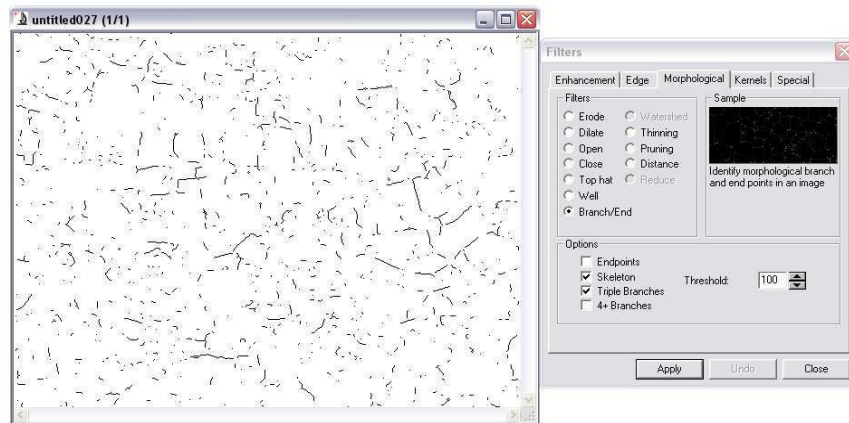 untitled027 (1/1)
Filters
Enhancement Edge Morphological Kernels Special
Filters
Erode Watershed
Dilate Thinning
Open Pruning
Close Distance
Top hat Reduce
Well
Branch/End
Sample
Identify morphological branch
and end points in an image
Options
Endpoints
Skeleton
Triple Branches
4+ Branches
Threshold: 100
Apply Undo Close